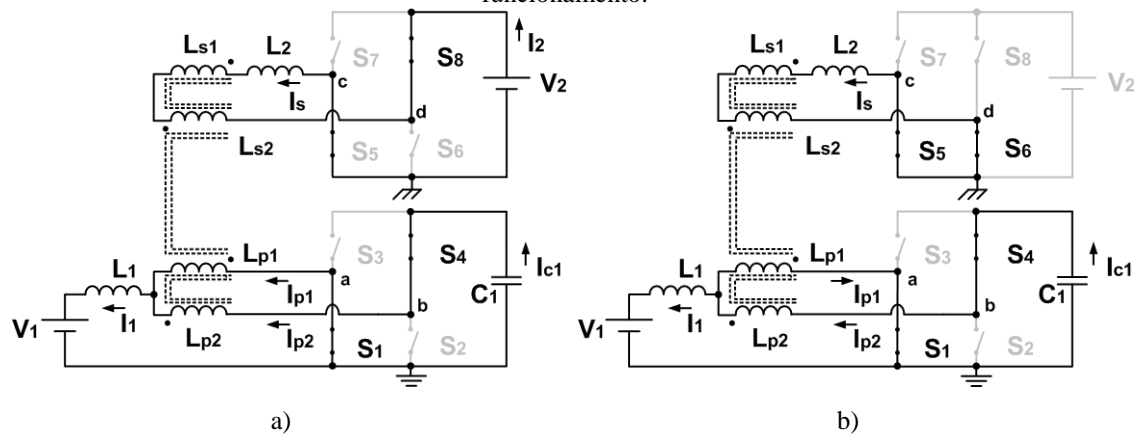 funcionamento.
Ls1 L2 S7 S8 I2
c V2
Is
d
Ls2 S5 S6
Lp1 S3 S4
L1 a Ic1
Ip1 C1
I1 b
V1 Lp2 Ip2 S1 S2
a)
Ls1 L2 S7 S8
c V2
Is
d
Ls2 S5 S6
Lp1 S3 S4
L1 a Ic1
Ip1 C1
I1 b
V1 Lp2 Ip2 S1 S2
b)